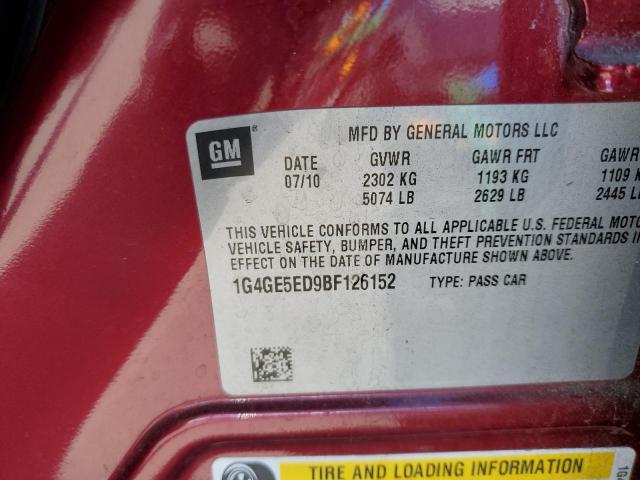 GM ® MFD BY GENERAL MOTORS LLC
DATE GVWR GAWR FRT GAWR
07/10 2302 KG 1193 KG 1109 K
5074 LB 2629 LB 2445 LB
THIS VEHICLE CONFORMS TO ALL APPLICABLE U.S. FEDERAL MOTO
VEHICLE SAFETY, BUMPER, AND THEFT PREVENTION STANDARDS IN
EFFECT ON THE DATE OF MANUFACTURE SHOWN ABOVE.
1G4GE5ED9BF126152 TYPE: PASS CAR
TIRE AND LOADING INFORMATION